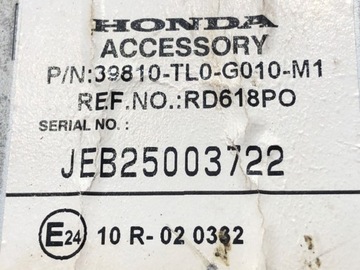 HONDA
ACCESSORY
P/N:39810-TL0-G010-M1
REF.NO.:RD618PO
SERIAL NO. :
JEB25003722
E24 10 R-02 0332